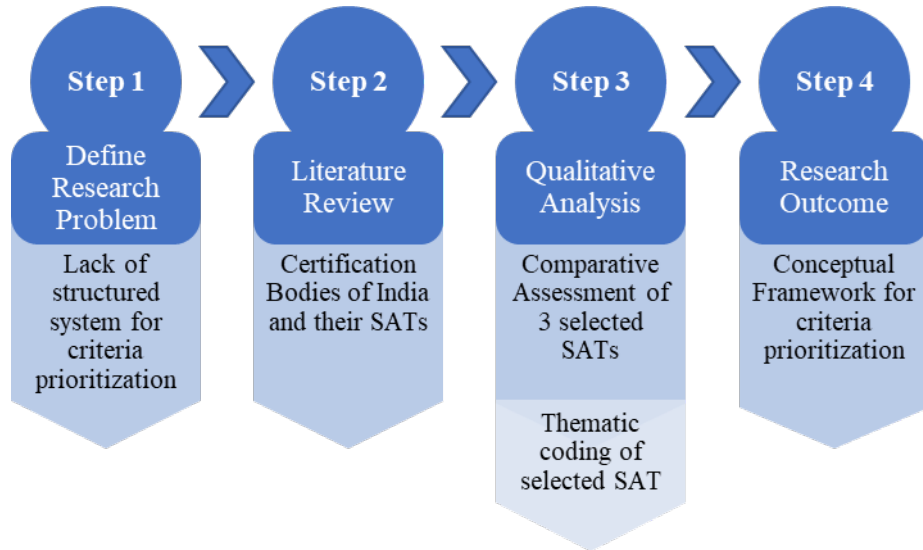 Step 1
Define
Research
Problem
Lack of
structured
system for
criteria
prioritization
Step 2
Literature
Review
Certification
Bodies of India
and their SATs
Step 3
Qualitative
Analysis
Comparative
Assessment of
3 selected
SATs
Thematic
coding of
selected SAT
Step 4
Research
Outcome
Conceptual
Framework for
criteria
prioritization